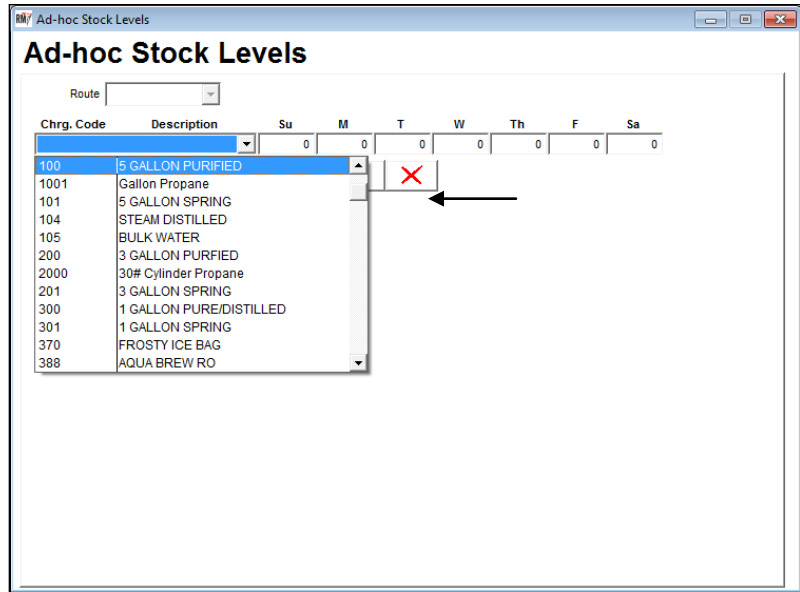 RM Ad-hoc Stock Levels
Ad-hoc Stock Levels
Route
Chrg. Code Description Su M T W Th F Sa
0 0 0 0 0 0 0
100 5 GALLON PURIFIED
1001 Gallon Propane
101 5 GALLON SPRING
104 STEAM DISTILLED
105 BULK WATER
200 3 GALLON PURFIED
2000 30# Cylinder Propane
201 3 GALLON SPRING
300 1 GALLON PURE/DISTILLED
301 1 GALLON SPRING
370 FROSTY ICE BAG
388 AQUA BREW RO